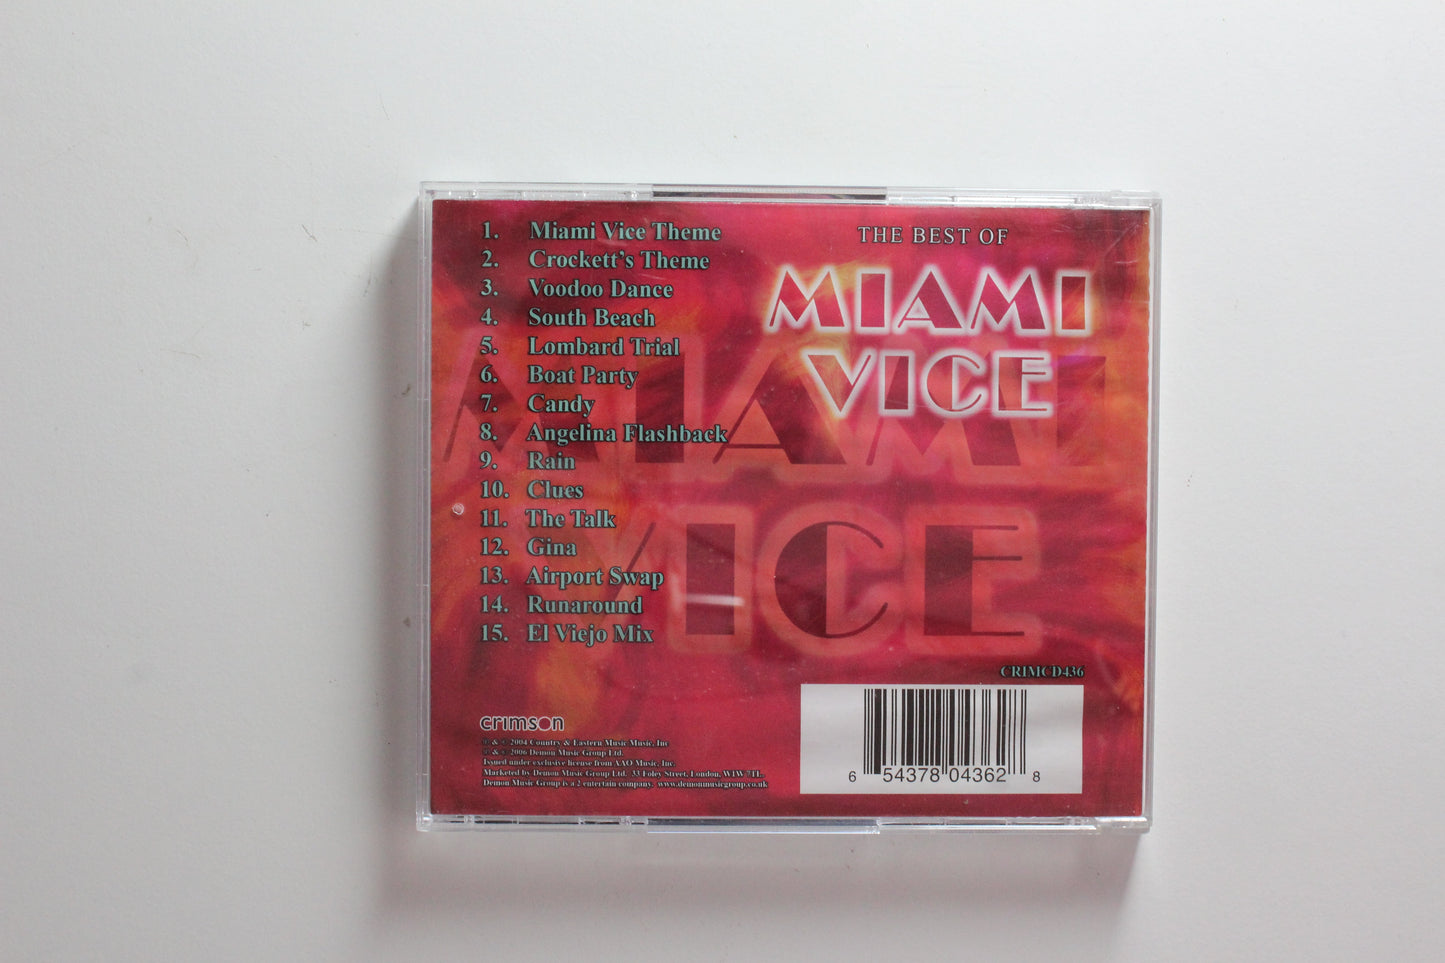 1. Miami Vice Theme
2. Crockett's Theme
3. Voodoo Dance
4. South Beach
5. Lombard Trial
6. Boat Party
7. Candy
8. Angelina Flashback
9. Rain
10. Clues
11. The Talk
12. Gina
13. Airport Swap
14. Runaround
15. El Viejo Mix
THE BEST OF
MIAMI
VICE
MIAMI
VICE
CRIMCD436
crimson
℗ & © 2004 Country & Eastern Music Music, Inc
℗ & © 2006 Demon Music Group Ltd.
Issued under exclusive license from AAO Music, Inc.
Marketed by Demon Music Group Ltd. 33 Foley Street, London, W1W 7TL
Demon Music Group is a 2 entertain company. www.demonmusicgroup.co.uk
6 54378 04362 8